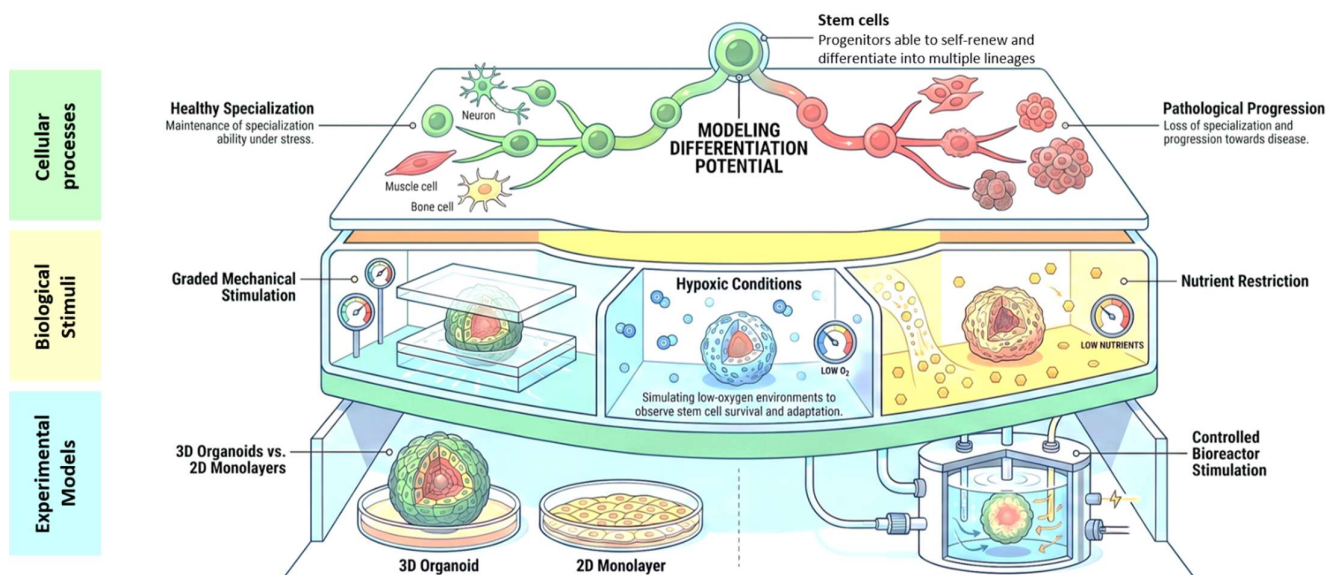 Stem cells
Progenitors able to self-renew and
differentiate into multiple lineages
Cellular
processes
Healthy Specialization
Maintenance of specialization
ability under stress.
Neuron
Muscle cell
Bone cell
MODELING
DIFFERENTIATION
POTENTIAL
Pathological Progression
Loss of specialization and
progression towards disease.
Biological
Stimuli
Graded Mechanical
Stimulation
Hypoxic Conditions
LOW O₂
Simulating low-oxygen environments to
observe stem cell survival and adaptation.
Nutrient Restriction
LOW NUTRIENTS
Experimental
Models
3D Organoids vs.
2D Monolayers
3D Organoid
2D Monolayer
Controlled
Bioreactor
Stimulation